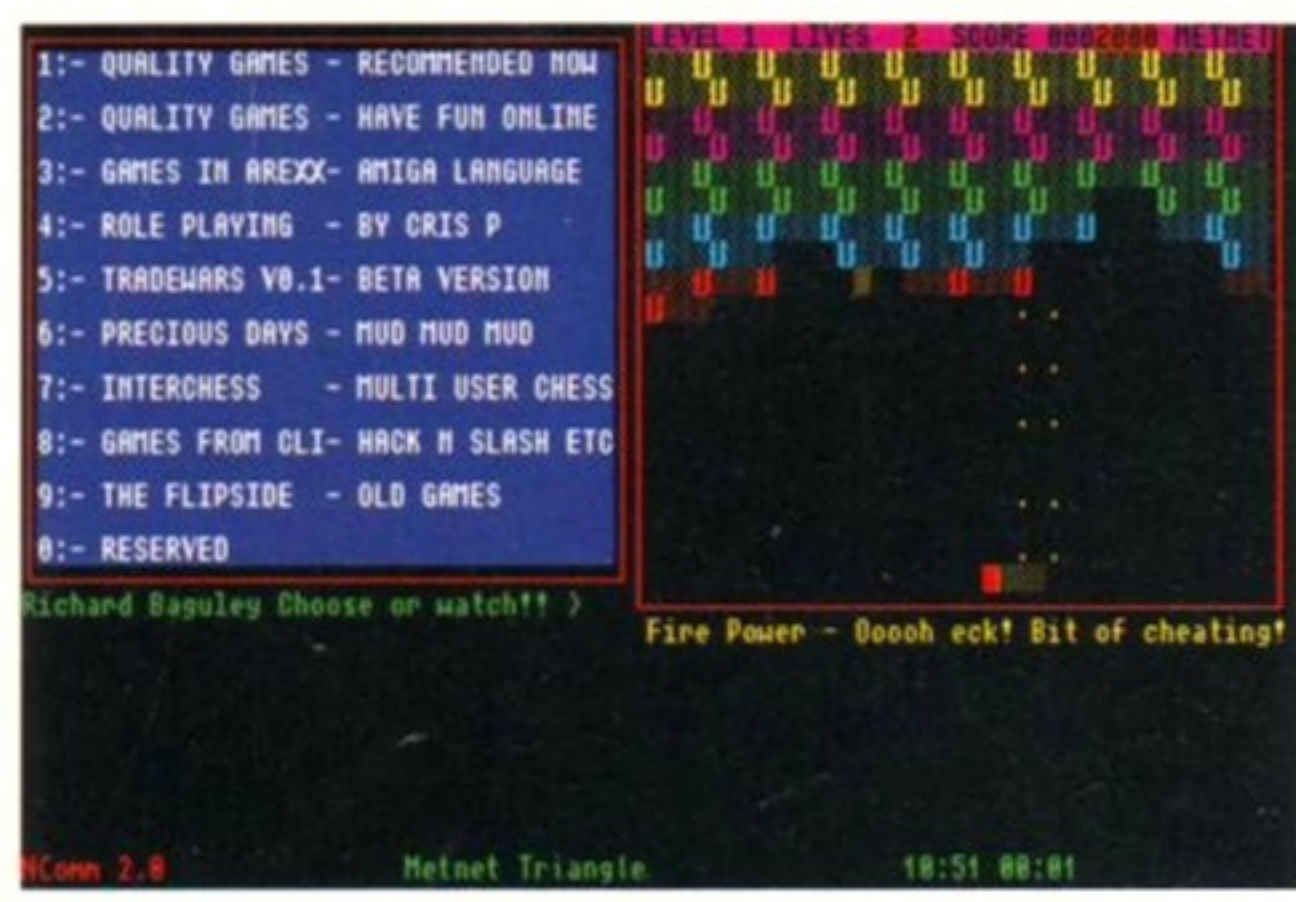 1:- QUALITY GAMES - RECOMMENDED NOW
2:- QUALITY GAMES - HAVE FUN ONLINE
3:- GAMES IN AREXX- AMIGA LANGUAGE
4:- ROLE PLAYING - BY CRIS P
5:- TRADEWARS V0.1- BETA VERSION
6:- PRECIOUS DAYS - MUD MUD MUD
7:- INTERCHESS - MULTI USER CHESS
8:- GAMES FROM CLI- HACK N SLASH ETC
9:- THE FLIPSIDE - OLD GAMES
0:- RESERVED
Richard Baguley Choose or watch!! >
LEVEL 1 LIVES 2 SCORE 0002000 METNET
U U U U U U U U U
U U U U U U U U U U
U U U U U U U U U
U U U U U U U U U U
U U U U U U U U U
U U U U U U U U U
U U U U U U U U
U U U U U U U
U U U U
U
Fire Power - Ooooh eck! Bit of cheating!
NComm 2.0 Metnet Triangle 10:51 00:01